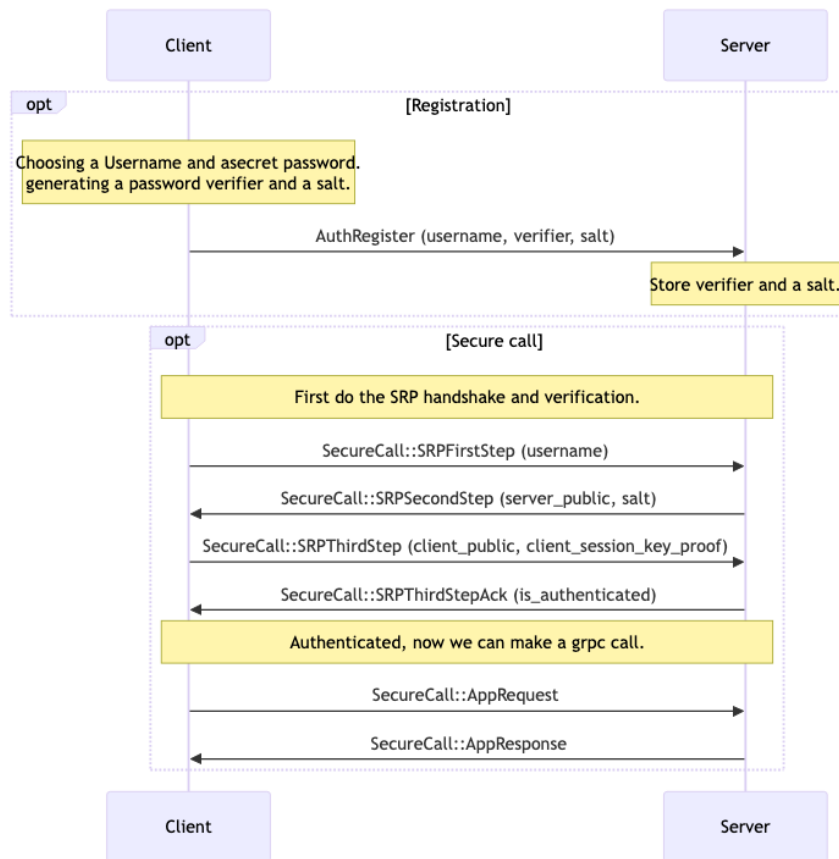 Client Server
opt [Registration]
Choosing a Username and asecret password.
generating a password verifier and a salt.
AuthRegister (username, verifier, salt)
Store verifier and a salt.
opt [Secure call]
First do the SRP handshake and verification.
SecureCall::SRPFirstStep (username)
SecureCall::SRPSecondStep (server_public, salt)
SecureCall::SRPThirdStep (client_public, client_session_key_proof)
SecureCall::SRPThirdStepAck (is_authenticated)
Authenticated, now we can make a grpc call.
SecureCall::AppRequest
SecureCall::AppResponse
Client Server